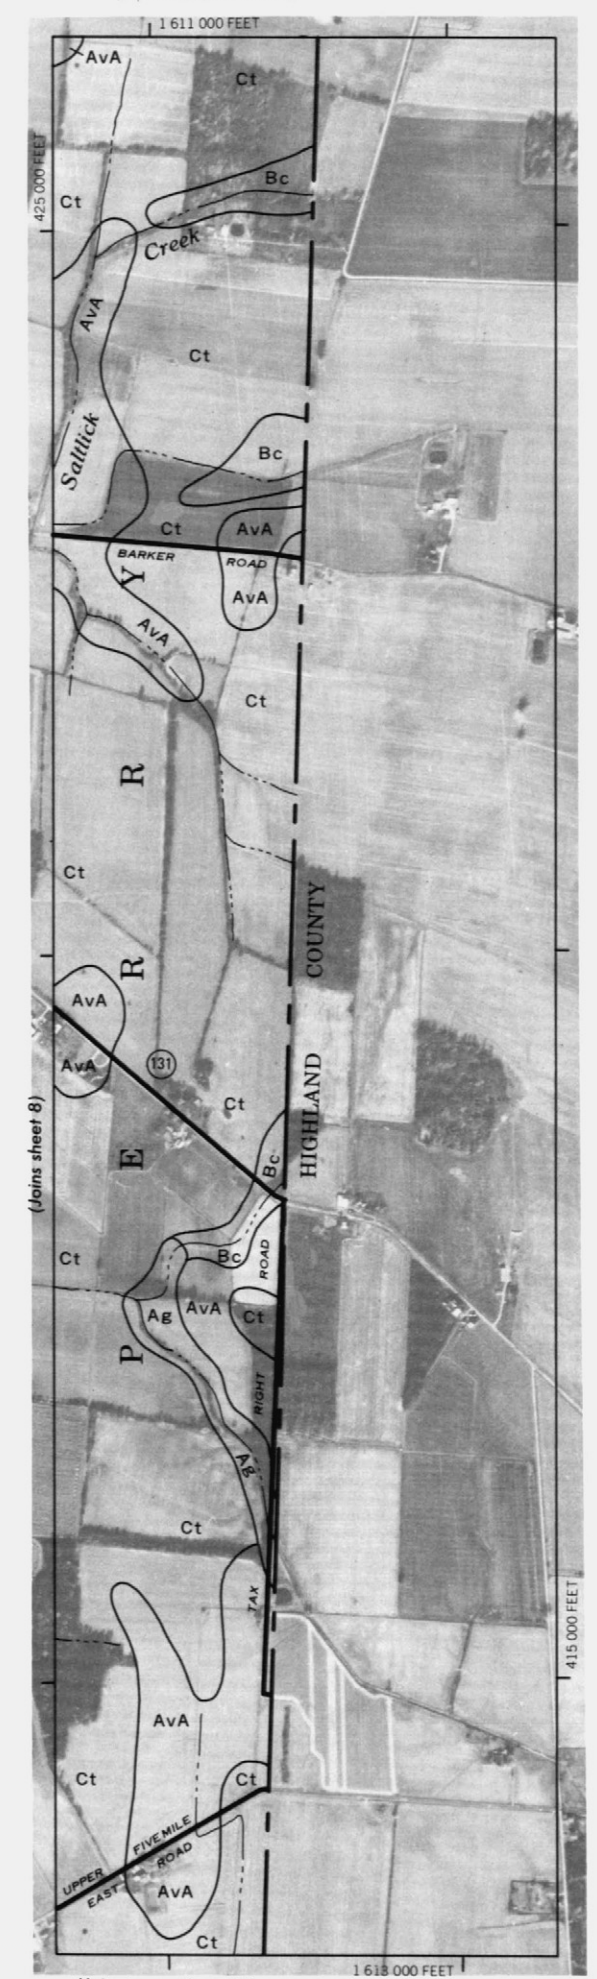 1 611 000 FEET
AvA
Ct
425 000 FEET
Ct
Bc
Creek
AvA
Ct
Saltlick
Bc
Ct
AvA
BARKER ROAD
Y
AvA
AvA
Ct
R
Ct
COUNTY
R
AvA
AvA
131
Ct
HIGHLAND
(Joins sheet 8)
E
Bc
Ct
Bc
ROAD
Ag
AvA
Ct
P
RIGHT
Ag
Ct
TAX
415 000 FEET
AvA
Ct
Ct
UPPER FIVE MILE
EAST ROAD
AvA
Ct
1 613 000 FEET